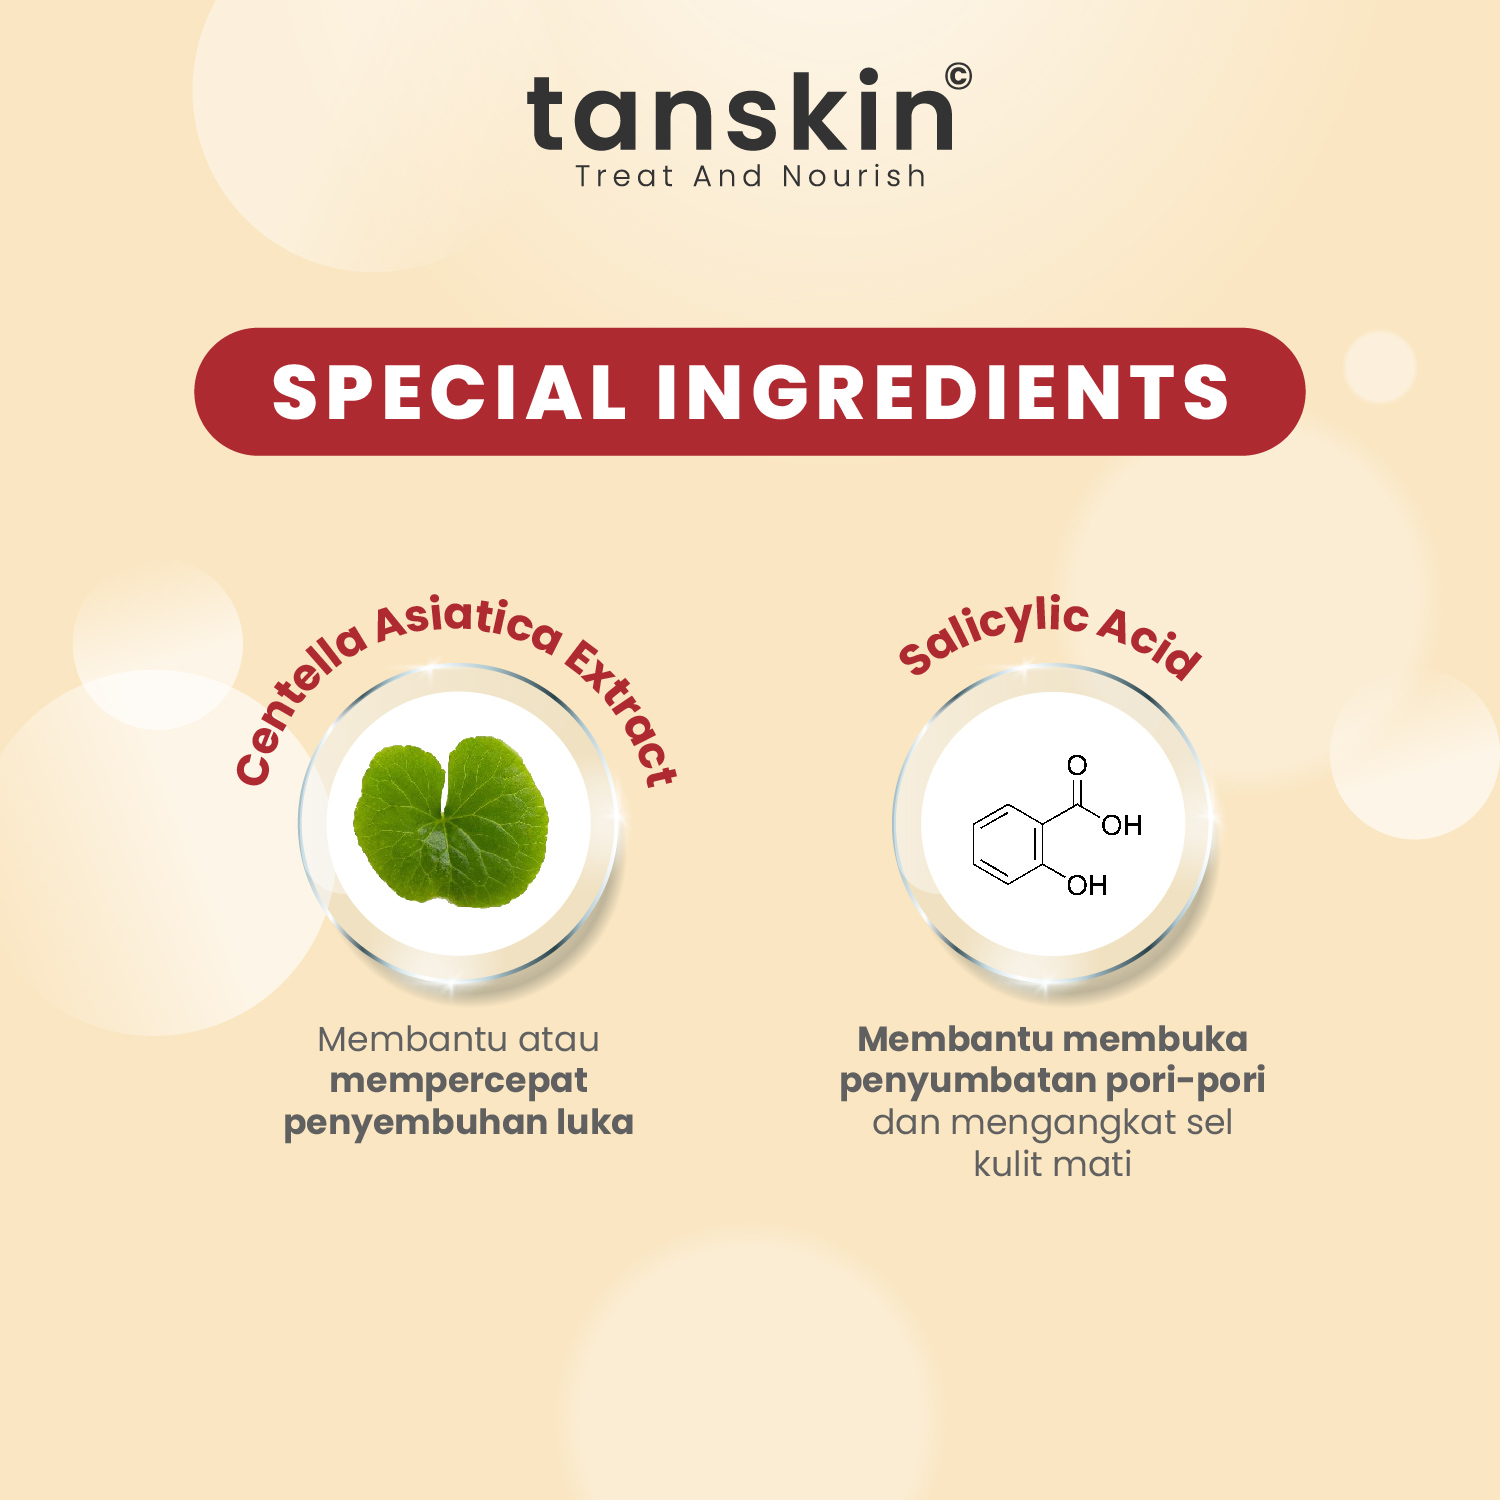 tanskin©
Treat And Nourish
SPECIAL INGREDIENTS
Centella Asiatica Extract
Membantu atau
mempercepat
penyembuhan luka
Salicylic Acid
O
OH
OH
Membantu membuka
penyumbatan pori-pori
dan mengangkat sel
kulit mati